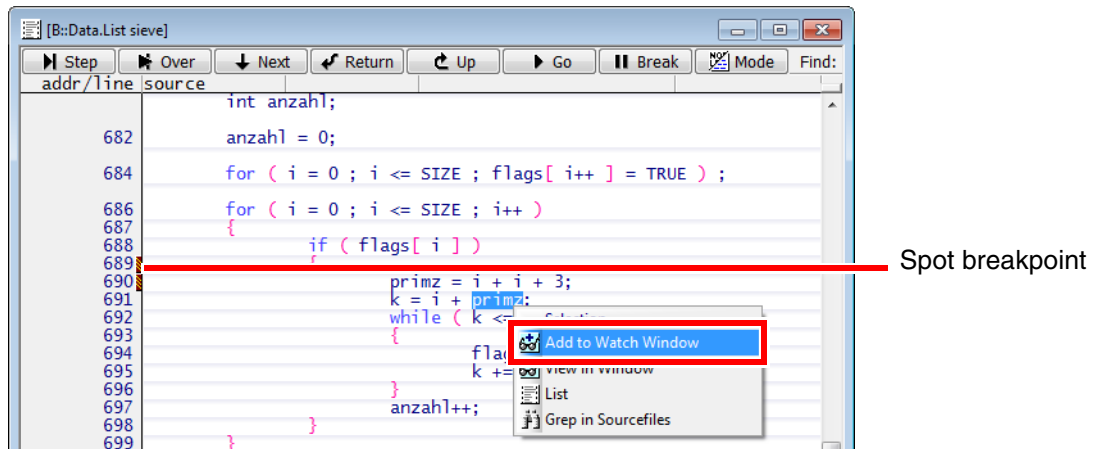 [B::Data.List sieve]
Step Over Next Return Up Go Break Mode Find:
addr/line source
int anzahl;
682 anzahl = 0;
684 for ( i = 0 ; i <= SIZE ; flags[ i++ ] = TRUE ) ;
686 for ( i = 0 ; i <= SIZE ; i++ )
687 {
688 if ( flags[ i ] )
689 {
690 primz = i + i + 3;
691 k = i + primz;
692 while ( k <=
693 {
Add to Watch Window
694
695 k +=
View in Window
696 }
List
697 anzahl++;
Grep in Sourcefiles
698 }
699 }
Spot breakpoint